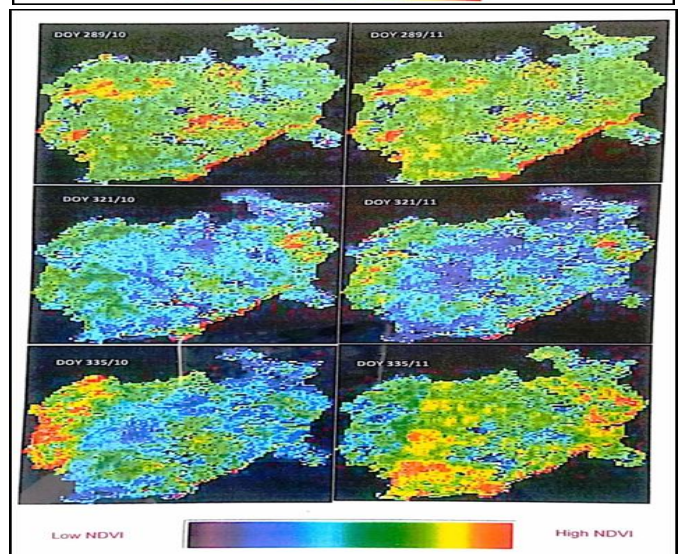 DOY 289/10
DOY 289/11
DOY 321/10
DOY 321/11
DOY 335/10
DOY 335/11
Low NDVI
High NDVI